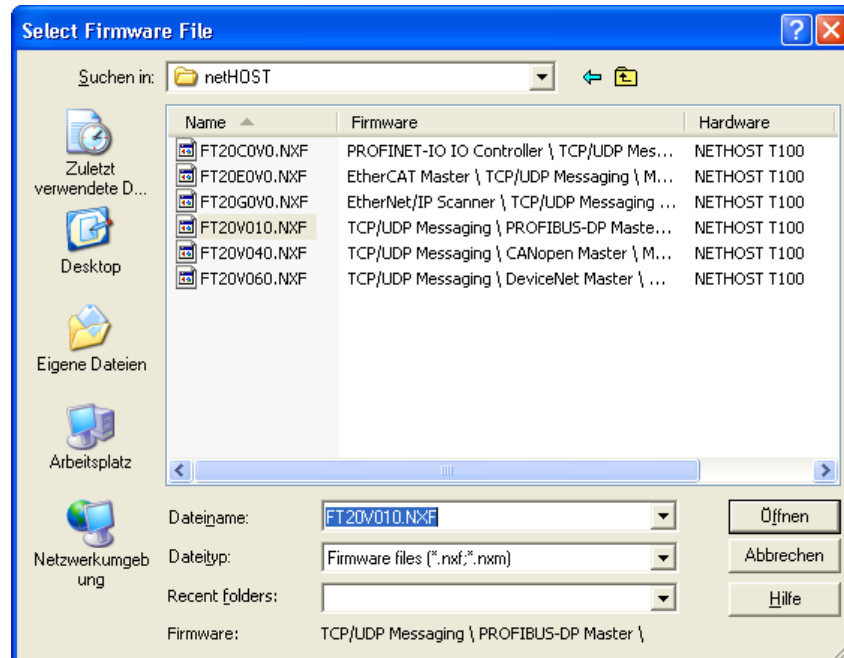 Select Firmware File
Suchen in: netHOST
Name Firmware Hardware
FT20C0V0.NXF PROFINET-IO IO Controller \ TCP/UDP Mes... NETHOST T100
FT20E0V0.NXF EtherCAT Master \ TCP/UDP Messaging \ M... NETHOST T100
FT20G0V0.NXF EtherNet/IP Scanner \ TCP/UDP Messaging ... NETHOST T100
FT20V010.NXF TCP/UDP Messaging \ PROFIBUS-DP Maste... NETHOST T100
FT20V040.NXF TCP/UDP Messaging \ CANopen Master \ M... NETHOST T100
FT20V060.NXF TCP/UDP Messaging \ DeviceNet Master \ ... NETHOST T100
Zuletzt
verwendete D...
Desktop
Eigene Dateien
Arbeitsplatz
Netzwerkumgeb
ung
Dateiname: FT20V010.NXF Öffnen
Dateityp: Firmware files (*.nxf;*.nxm) Abbrechen
Recent folders: Hilfe
Firmware: TCP/UDP Messaging \ PROFIBUS-DP Master \